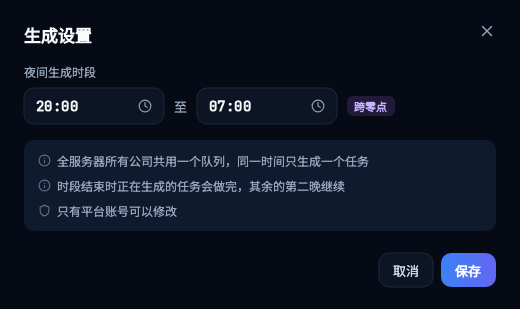 生成设置
夜间生成时段
20:00 至 07:00 跨零点
全服务器所有公司共用一个队列，同一时间只生成一个任务
时段结束时正在生成的任务会做完，其余的第二晚继续
只有平台账号可以修改
取消 保存